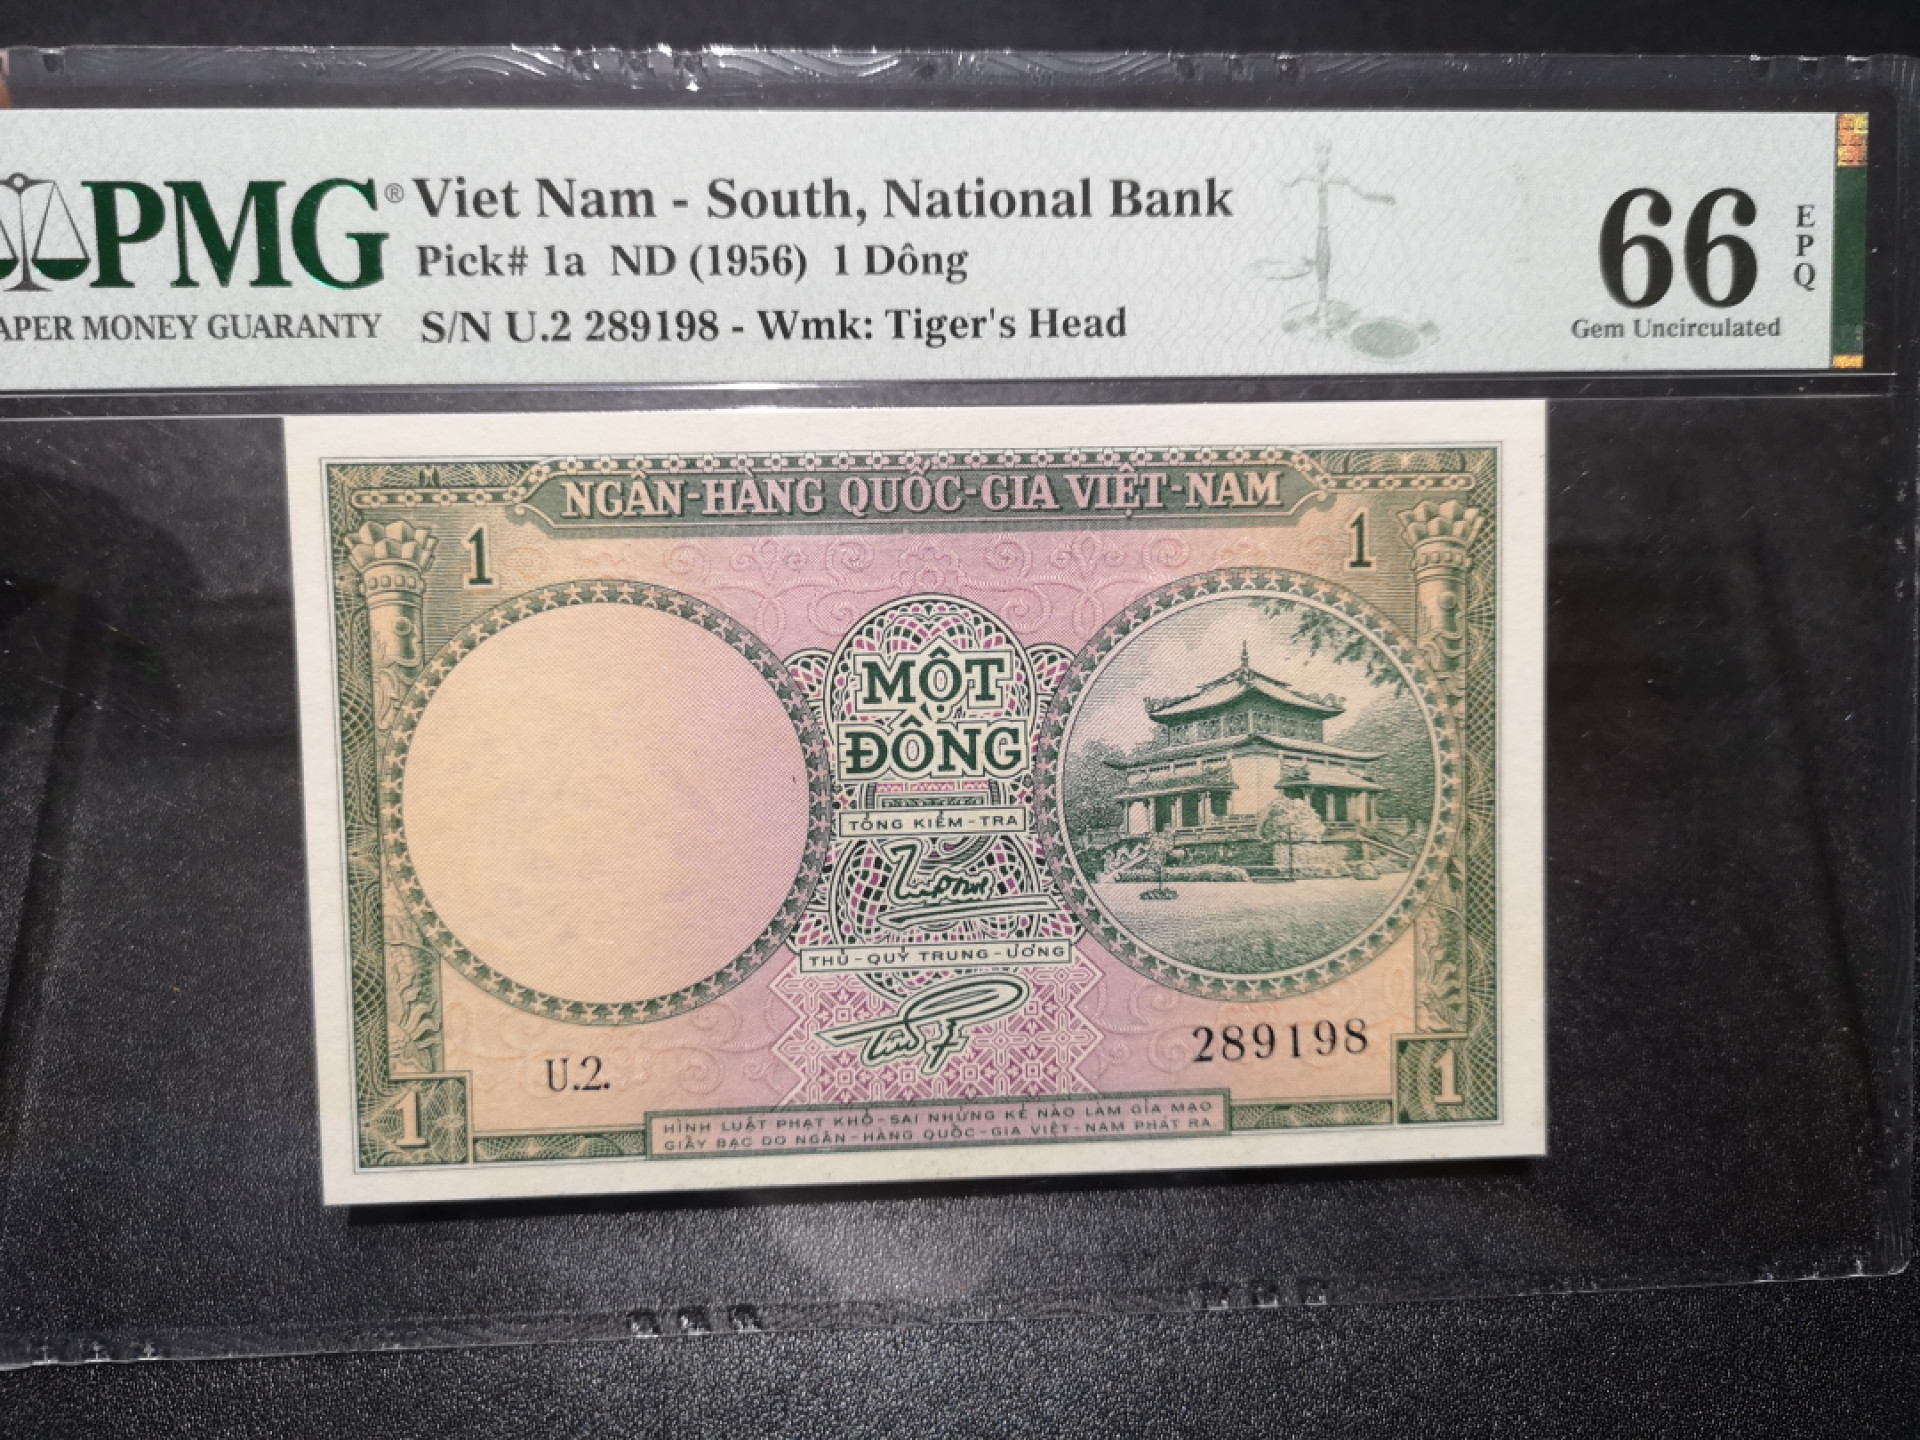 PMG® Viet Nam - South, National Bank
Pick# 1a ND (1956) 1 Dông
APER MONEY GUARANTY S/N U.2 289198 - Wmk: Tiger's Head
66 EPQ
Gem Uncirculated
NGÂN-HÀNG QUỐC-GIA VIỆT-NAM
1 1
MỘT
ĐỒNG
TỔNG KIỂM-TRA
THỦ-QUỸ TRUNG-ƯƠNG
U.2. 289198
1 1
HÌNH LUẬT PHẠT KHỔ-SAI NHỮNG KẺ NÀO LÀM GIẢ MẠO
GIẤY BẠC DO NGÂN-HÀNG QUỐC-GIA VIỆT-NAM PHÁT RA.